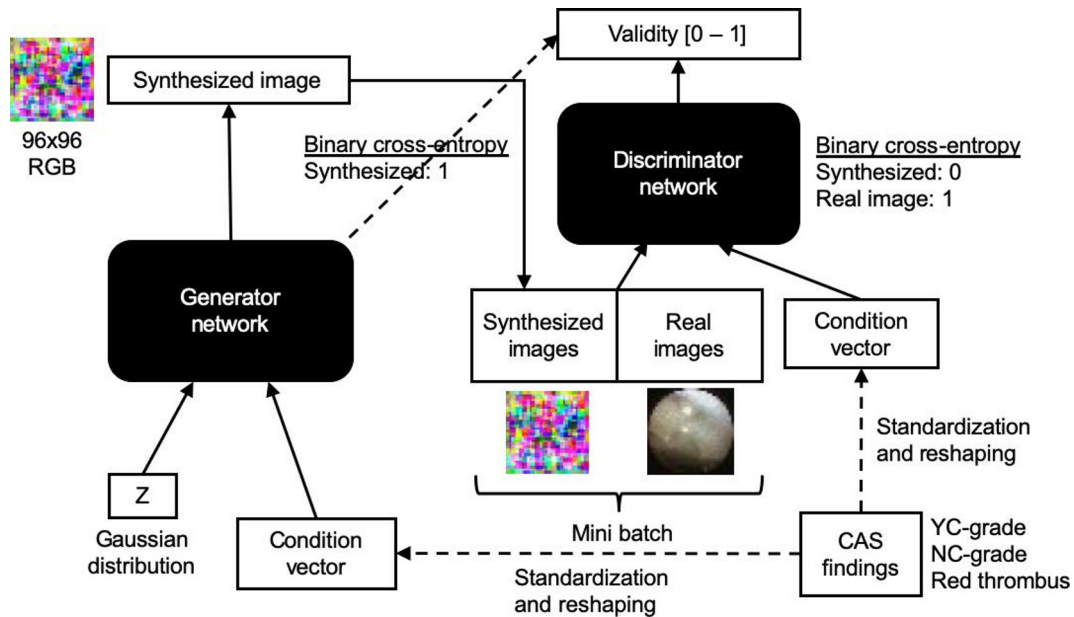 Validity [0 – 1]
Synthesized image
96x96
RGB
Binary cross-entropy
Synthesized: 1
Discriminator
network
Binary cross-entropy
Synthesized: 0
Real image: 1
Generator
network
Synthesized
images
Real
images
Condition
vector
Standardization
and reshaping
Z
Gaussian
distribution
Condition
vector
Mini batch
Standardization
and reshaping
CAS
findings
YC-grade
NC-grade
Red thrombus